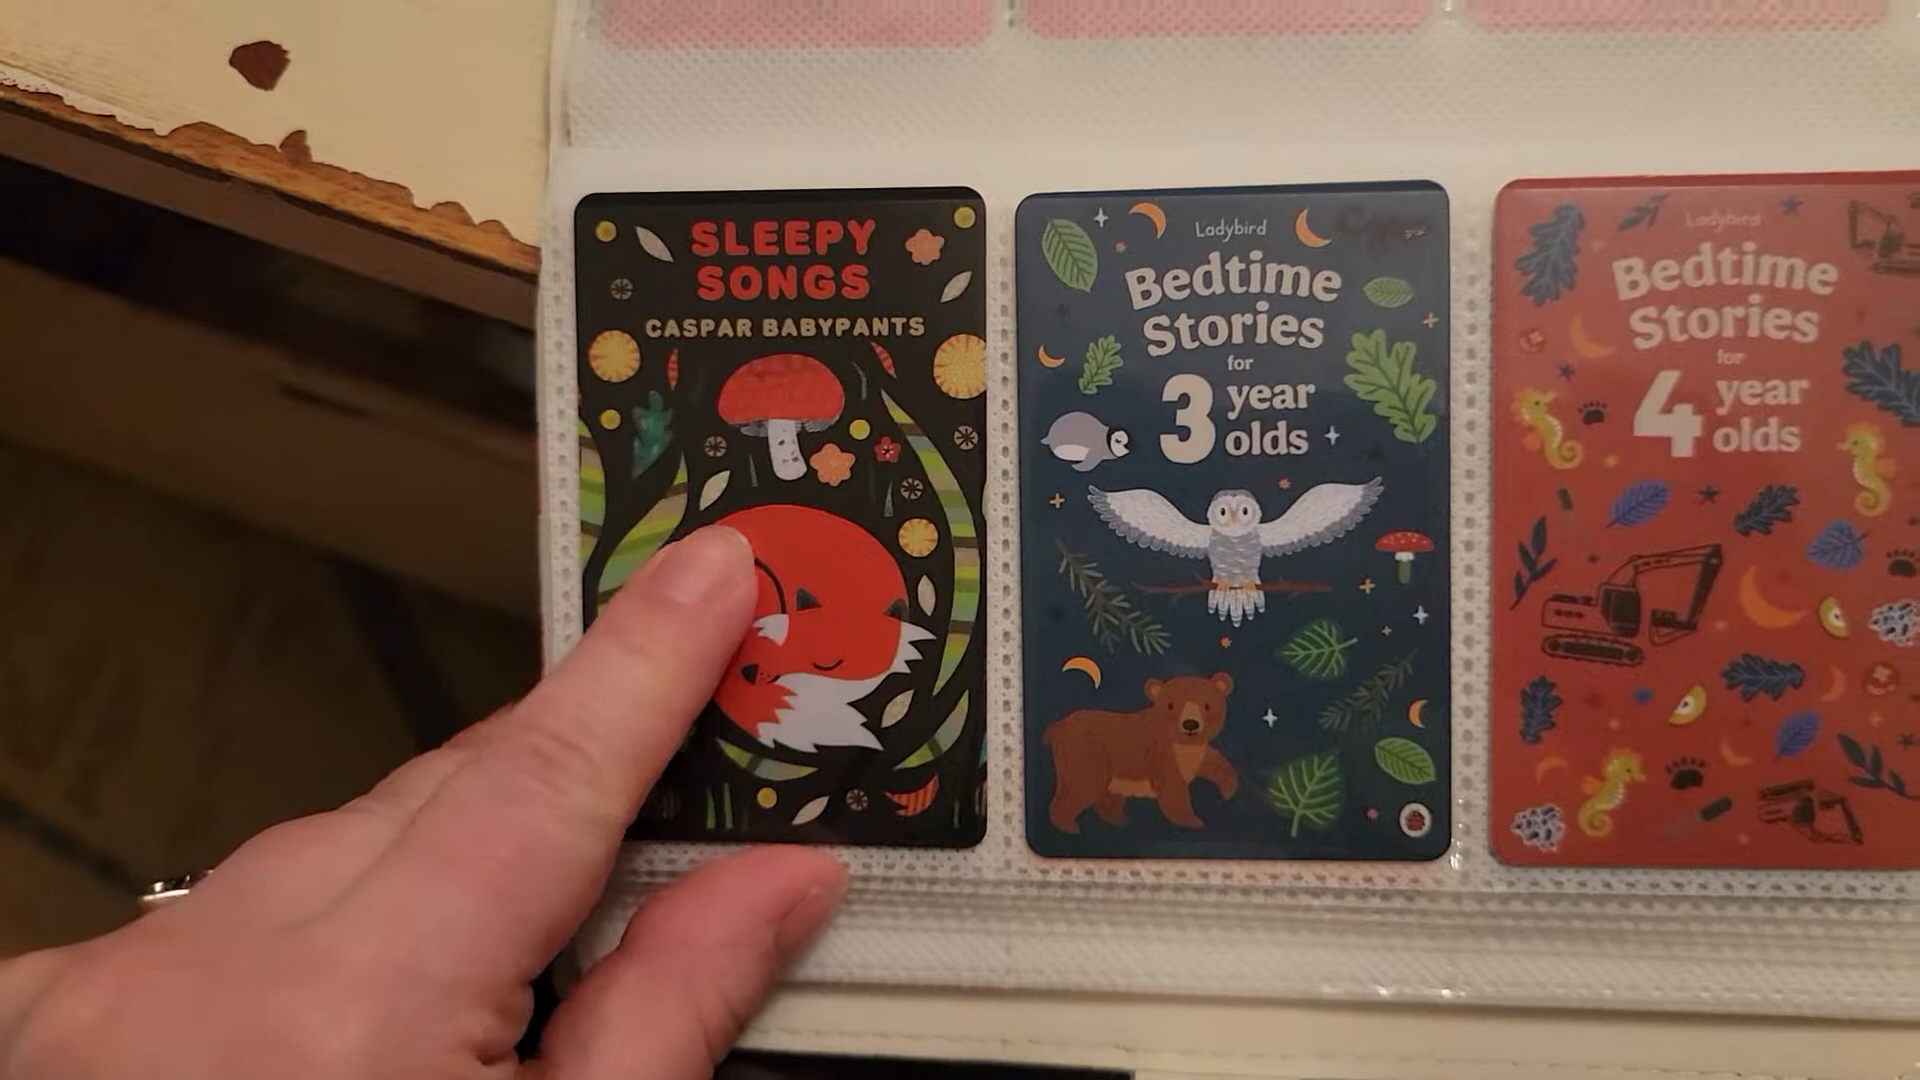 SLEEPY
SONGS
CASPAR BABYPANTS
Ladybird
Bedtime
Stories
for
3 year
olds
Ladybird
Bedtime
Stories
for
4 year
olds